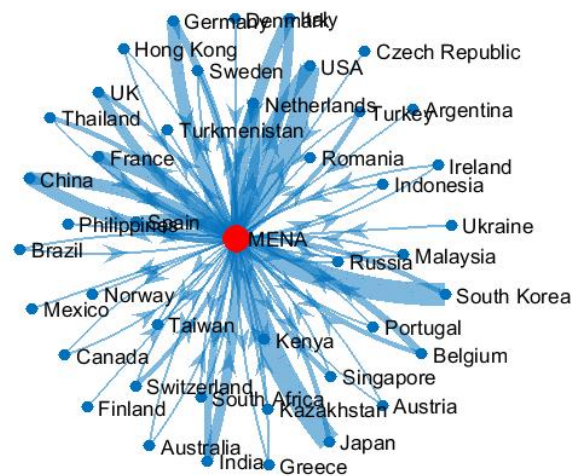 Germany
Denmark
Italy
Hong Kong
Czech Republic
Sweden
USA
UK
Netherlands
Turkey
Argentina
Thailand
Turkmenistan
France
Romania
Ireland
China
Indonesia
Philippines
Spain
Ukraine
MENA
Brazil
Russia
Malaysia
Norway
South Korea
Mexico
Taiwan
Kenya
Portugal
Canada
Belgium
Switzerland
Singapore
South Africa
Finland
Kazakhstan
Austria
Australia
Japan
India
Greece